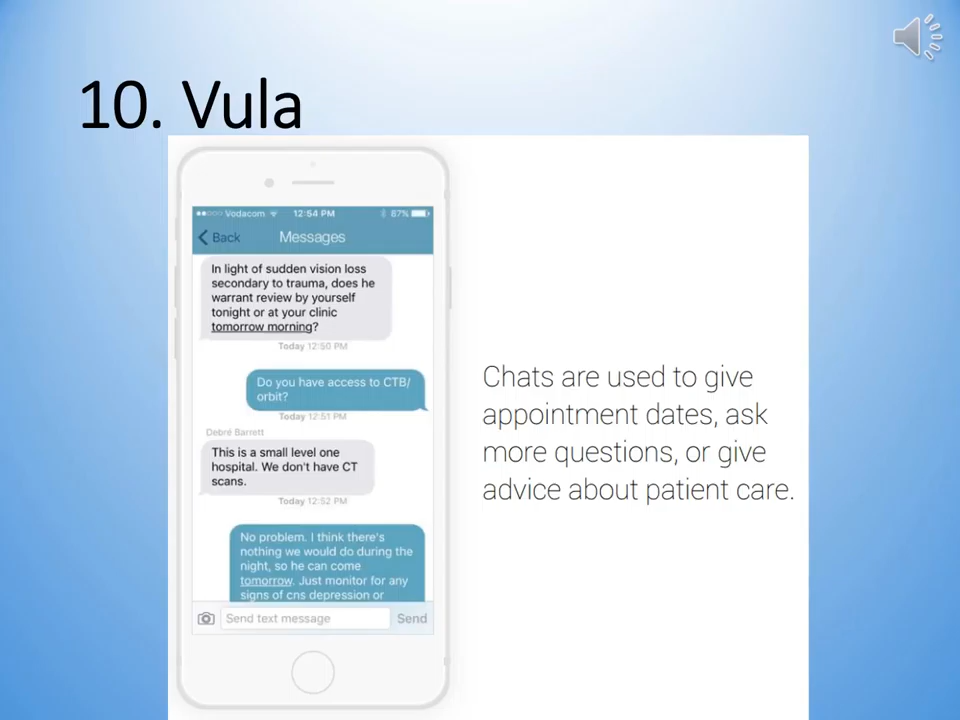 10. Vula
Vodacom 12:54 PM 87%
Back Messages
In light of sudden vision loss
secondary to trauma, does he
warrant review by yourself
tonight or at your clinic
tomorrow morning?
Today 12:50 PM
Do you have access to CTB/
orbit?
Today 12:51 PM
Debré Barrett
This is a small level one
hospital. We don't have CT
scans.
Today 12:52 PM
No problem. I think there's
nothing we would do during the
night, so he can come
tomorrow. Just monitor for any
signs of cns depression or
Send text message Send
Chats are used to give
appointment dates, ask
more questions, or give
advice about patient care.